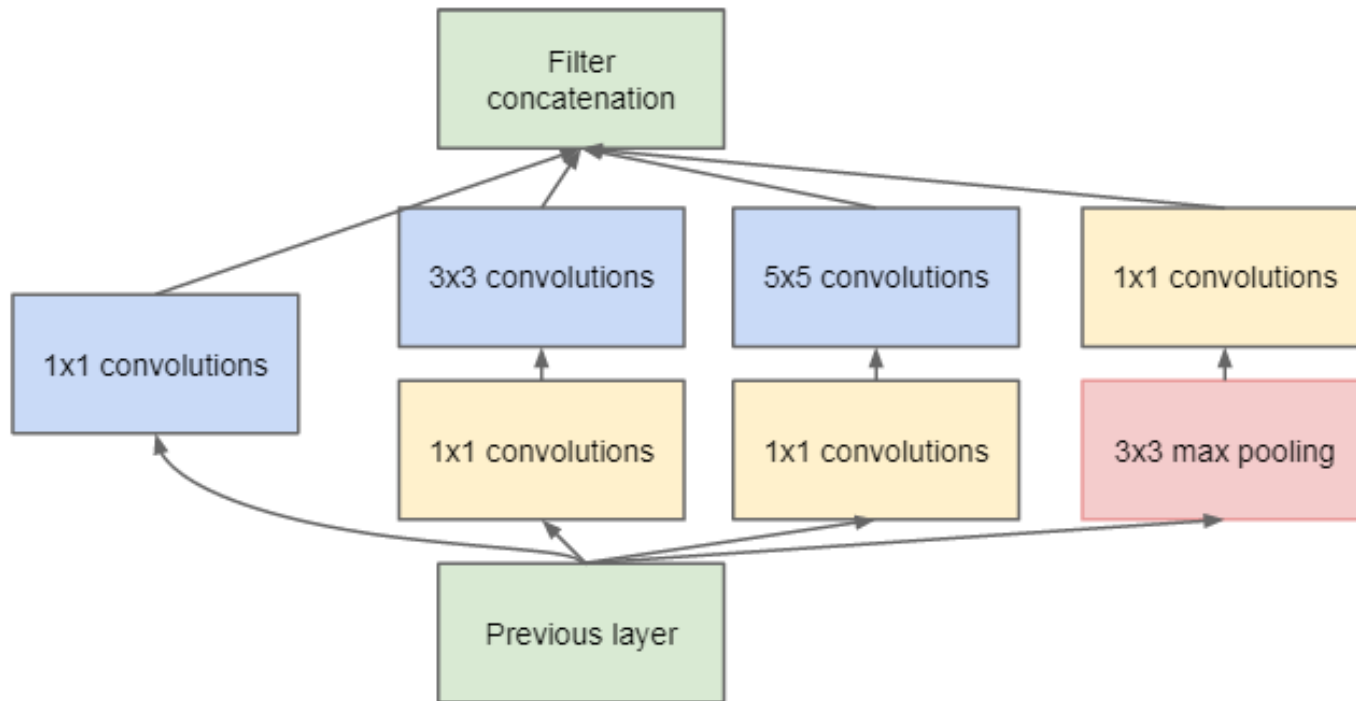 Filter
concatenation
3x3 convolutions
5x5 convolutions
1x1 convolutions
1x1 convolutions
1x1 convolutions
1x1 convolutions
3x3 max pooling
Previous layer